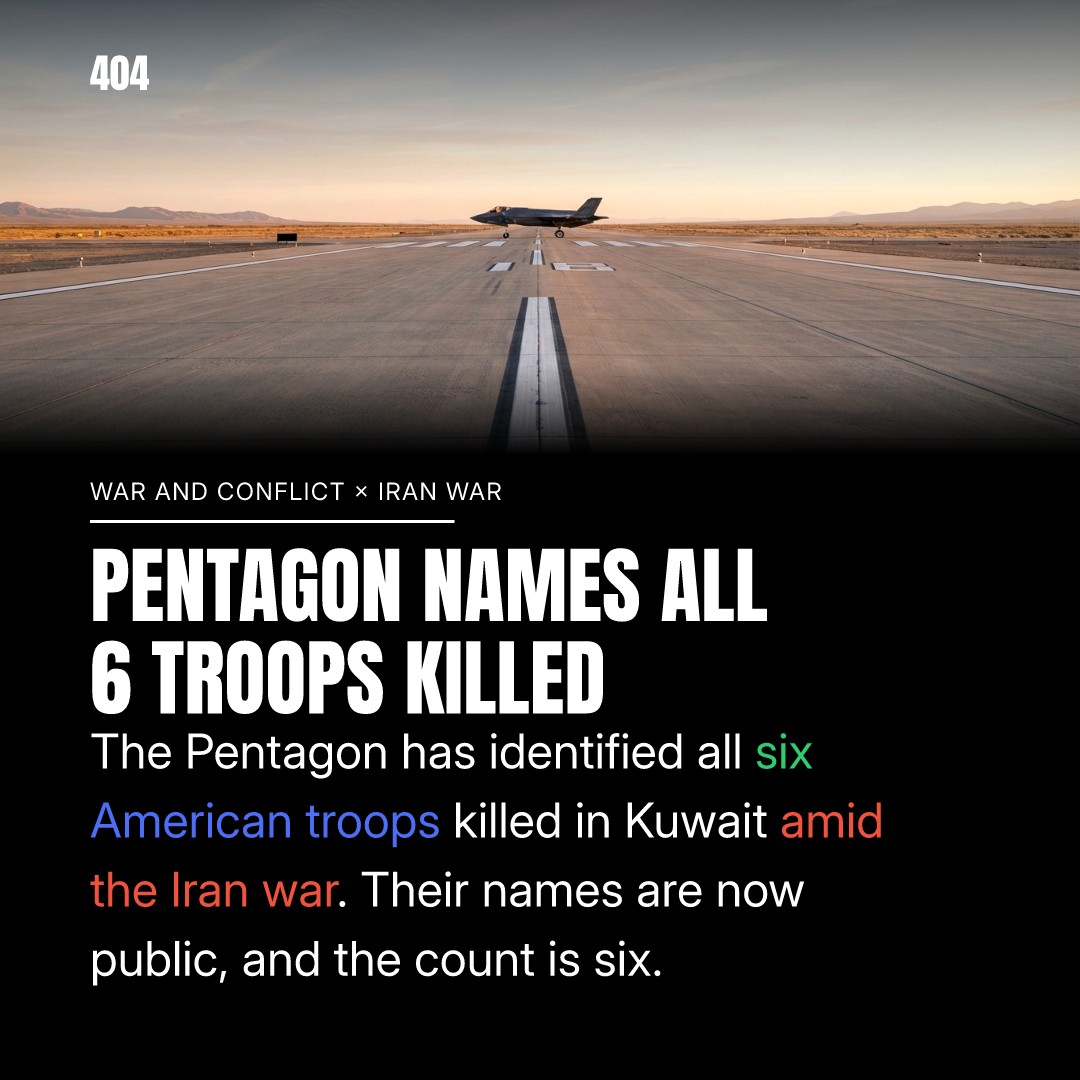 404
WAR AND CONFLICT × IRAN WAR
PENTAGON NAMES ALL
6 TROOPS KILLED
The Pentagon has identified all six
American troops killed in Kuwait amid
the Iran war. Their names are now
public, and the count is six.